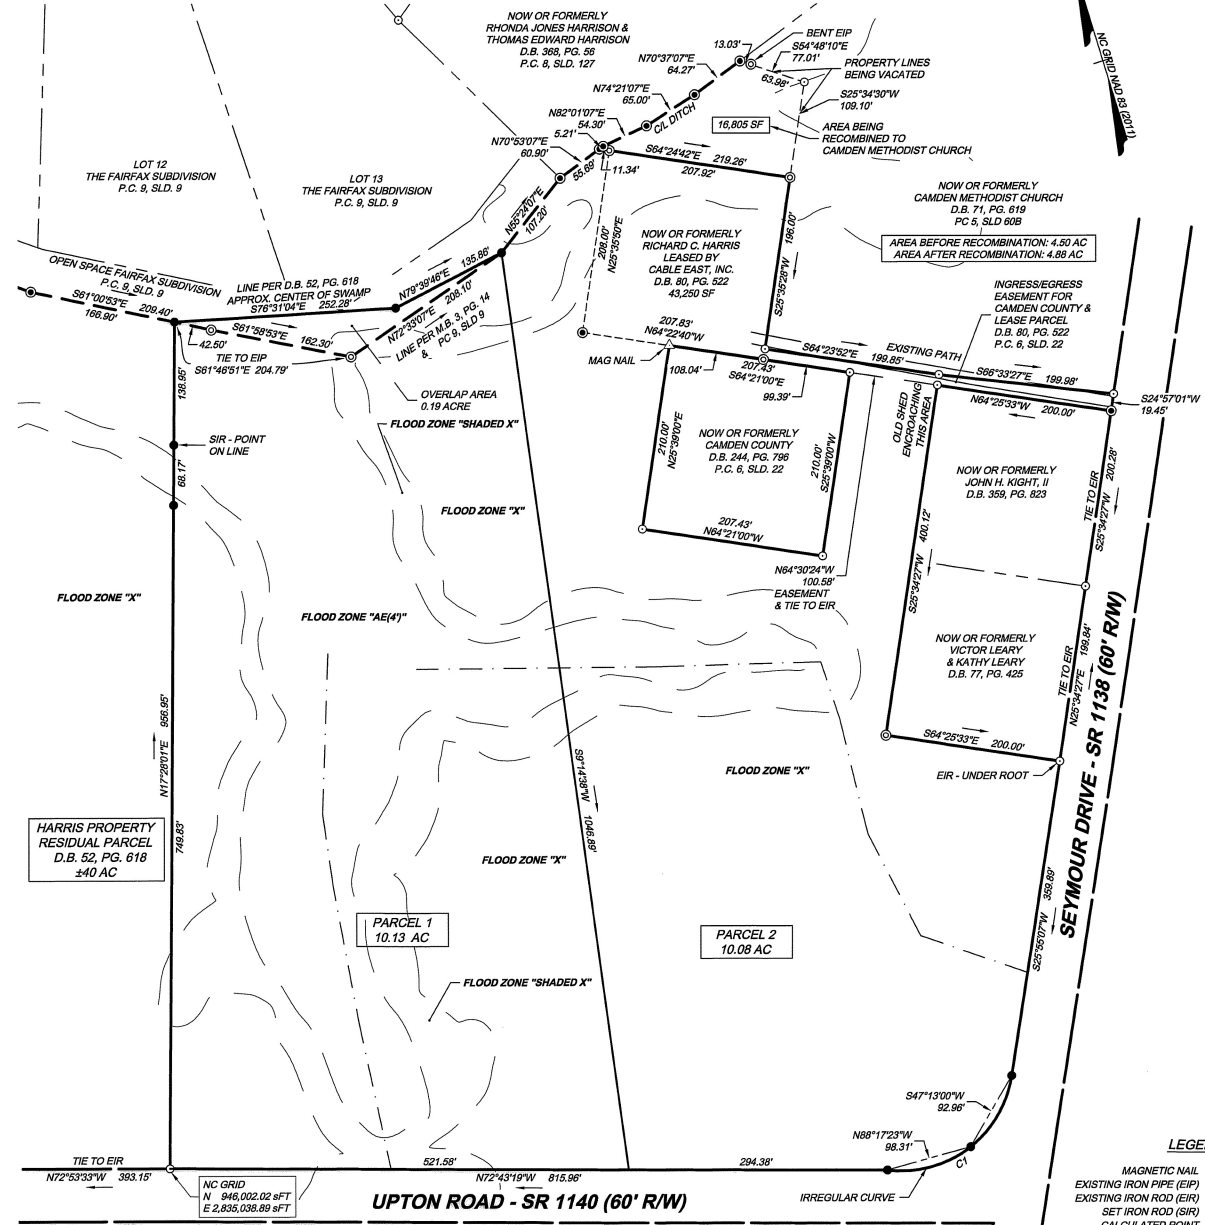 NOW OR FORMERLY
RHONDA JONES HARRISON &
THOMAS EDWARD HARRISON
D.B. 368, PG. 56
P.C. 8, SLD. 127
13.03'
BENT EIP
S54°48'10"E
77.01'
63.98'
PROPERTY LINES
BEING VACATED
NC GRID NAD 83 (2011)
N70°37'07"E
64.27'
S25°34'30"W
109.10'
N74°21'07"E
65.00'
C/L DITCH
N82°01'07"E
54.30'
5.21'
16,805 SF
AREA BEING
RECOMBINED TO
CAMDEN METHODIST CHURCH
N70°53'07"E
60.90'
55.69'
11.34'
S64°24'42"E 219.26'
207.92'
LOT 12
THE FAIRFAX SUBDIVISION
P.C. 9, SLD. 9
LOT 13
THE FAIRFAX SUBDIVISION
P.C. 9, SLD. 9
N55°24'07"E
107.20'
208.00'
N25°35'50"E
NOW OR FORMERLY
RICHARD C. HARRIS
LEASED BY
CABLE EAST, INC.
D.B. 80, PG. 522
43,250 SF
196.00'
S25°35'28"W
NOW OR FORMERLY
CAMDEN METHODIST CHURCH
D.B. 71, PG. 619
PC 5, SLD 60B
AREA BEFORE RECOMBINATION: 4.50 AC
AREA AFTER RECOMBINATION: 4.88 AC
OPEN SPACE FAIRFAX SUBDIVISION
P.C. 9, SLD. 9
S61°00'53"E 209.40'
166.90'
LINE PER D.B. 52, PG. 618
APPROX. CENTER OF SWAMP
S76°31'04"E 252.28'
N79°39'46"E 135.86'
N72°33'07"E 208.10'
LINE PER M.B. 3, PG. 14
& PC 9, SLD 9
42.50'
S61°58'53"E 162.30'
TIE TO EIP
S61°46'51"E 204.79'
INGRESS/EGRESS
EASEMENT FOR
CAMDEN COUNTY &
LEASE PARCEL
D.B. 80, PG. 522
P.C. 6, SLD. 22
207.83'
N64°22'40"W
MAG NAIL
108.04'
207.43'
S64°21'00"E
99.39'
S64°23'52"E
199.85'
EXISTING PATH
S66°33'27"E 199.98'
S24°57'01"W
19.45'
N64°25'33"W 200.00'
138.95'
OVERLAP AREA
0.19 ACRE
FLOOD ZONE "SHADED X"
SIR - POINT
ON LINE
68.17'
210.00'
N25°39'00"E
NOW OR FORMERLY
CAMDEN COUNTY
D.B. 244, PG. 796
P.C. 6, SLD. 22
210.00'
S25°39'00"W
OLD SHED
ENCROACHING
THIS AREA
NOW OR FORMERLY
JOHN H. KIGHT, II
D.B. 359, PG. 823
TIE TO EIR
S25°34'27"W 200.28'
FLOOD ZONE "X"
207.43'
N64°21'00"W
S25°34'27"W 400.12'
N64°30'24"W
100.58'
EASEMENT
& TIE TO EIR
FLOOD ZONE "X"
FLOOD ZONE "AE(4')"
NOW OR FORMERLY
VICTOR LEARY
& KATHY LEARY
D.B. 77, PG. 425
TIE TO EIR
N25°34'27"E 199.84'
SEYMOUR DRIVE - SR 1138 (60' R/W)
N17°28'01"E 956.95'
S9°14'38"W 1046.89'
S64°25'33"E 200.00'
EIR - UNDER ROOT
FLOOD ZONE "X"
HARRIS PROPERTY
RESIDUAL PARCEL
D.B. 52, PG. 618
±40 AC
749.83'
FLOOD ZONE "X"
S25°55'07"W 359.89'
PARCEL 1
10.13 AC
PARCEL 2
10.08 AC
FLOOD ZONE "SHADED X"
S47°13'00"W
92.96'
N88°17'23"W
98.31'
C1
IRREGULAR CURVE
TIE TO EIR
N72°53'33"W 393.15'
521.58'
N72°43'19"W 815.96'
294.38'
NC GRID
N 946,002.02 sFT
E 2,835,038.89 sFT
UPTON ROAD - SR 1140 (60' R/W)
LEGE
MAGNETIC NAIL
EXISTING IRON PIPE (EIP)
EXISTING IRON ROD (EIR)
SET IRON ROD (SIR)
CALCULATED POINT